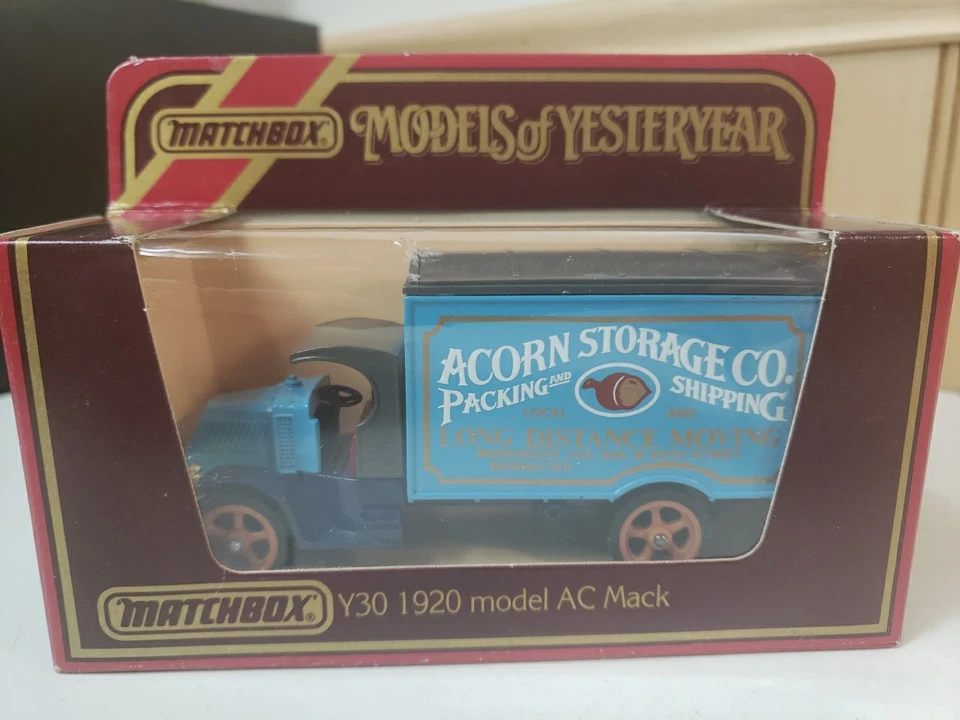 MATCHBOX®
MODELS of YESTERYEAR
ACORN STORAGE CO.
PACKING AND SHIPPING
LOCAL AND
LONG DISTANCE MOVING
MATCHBOX®
Y30 1920 model AC Mack